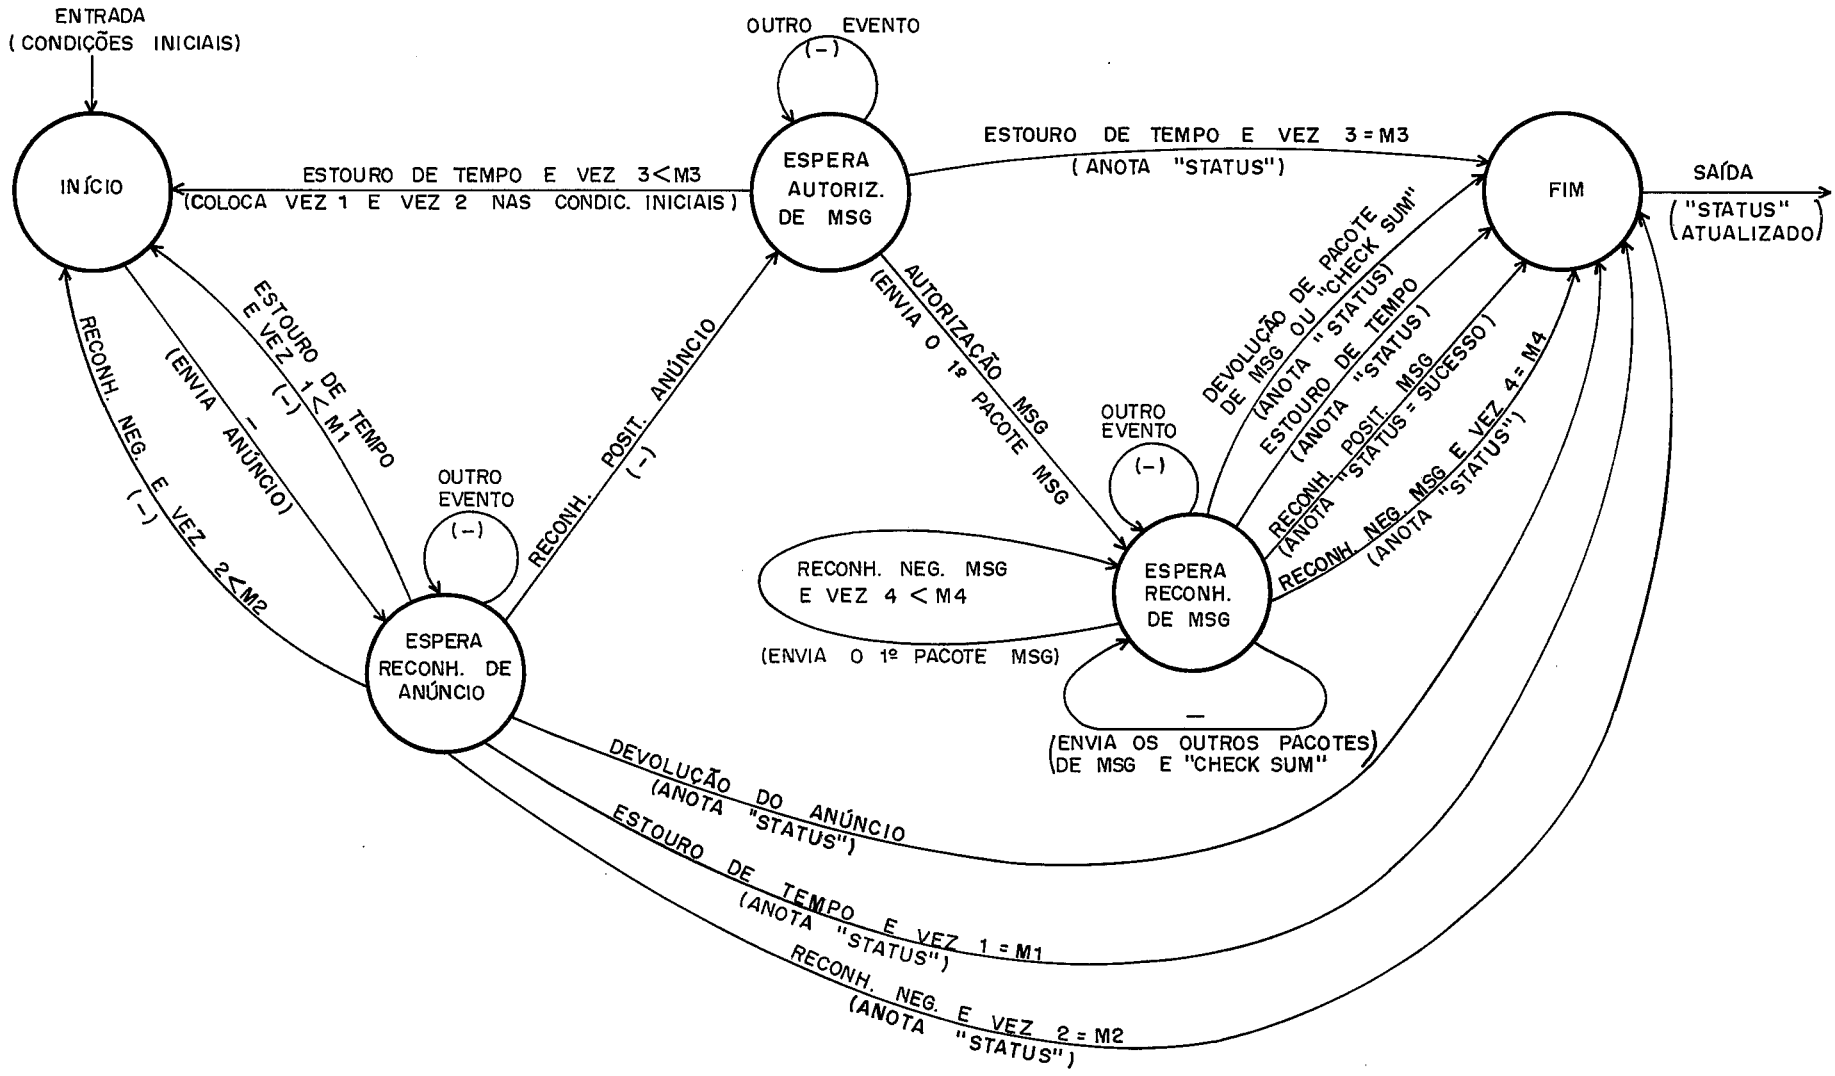 ENTRADA
(CONDIÇÕES INICIAIS)
OUTRO EVENTO
(-)
INÍCIO
ESTOURO DE TEMPO E VEZ 3<M3
(COLOCA VEZ 1 E VEZ 2 NAS CONDIC. INICIAIS)
ESPERA
AUTORIZ.
DE MSG
ESTOURO DE TEMPO E VEZ 3=M3
(ANOTA "STATUS")
FIM
SAÍDA
("STATUS"
ATUALIZADO)
RECONH. NEG. E VEZ 2<M2
(-)
-
(ENVIA ANÚNCIO)
ESTOURO DE TEMPO
E VEZ 1<M1
(-)
OUTRO
EVENTO
(-)
RECONH. POSIT. ANÚNCIO
(-)
AUTORIZAÇÃO MSG
(ENVIA O 1º PACOTE MSG)
DEVOLUÇÃO DE PACOTE
DE MSG OU "CHECK SUM"
(ANOTA "STATUS)
ESTOURO DE TEMPO
(ANOTA "STATUS)
RECONH. POSIT. MSG
(ANOTA "STATUS = SUCESSO)
RECONH. NEG. MSG E VEZ 4=M4
(ANOTA "STATUS")
OUTRO
EVENTO
(-)
RECONH. NEG. MSG
E VEZ 4 < M4
(ENVIA O 1º PACOTE MSG)
ESPERA
RECONH.
DE MSG
-
(ENVIA OS OUTROS PACOTES)
DE MSG E "CHECK SUM"
ESPERA
RECONH. DE
ANÚNCIO
DEVOLUÇÃO DO ANÚNCIO
(ANOTA "STATUS")
ESTOURO DE TEMPO E VEZ 1=M1
(ANOTA "STATUS")
RECONH. NEG. E VEZ 2=M2
(ANOTA "STATUS")